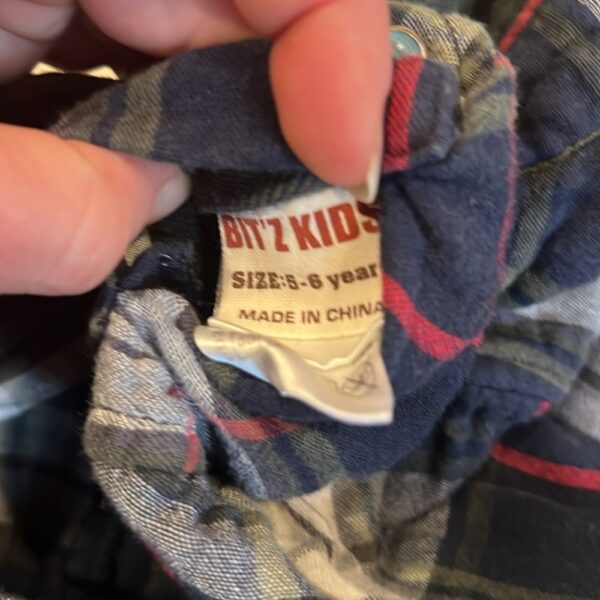 BIT'Z KIDS
SIZE:5-6 year
MADE IN CHINA